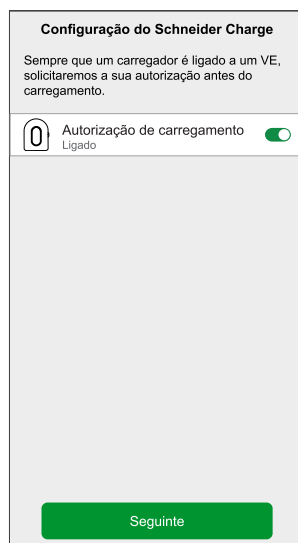 Configuração do Schneider Charge
Sempre que um carregador é ligado a um VE,
solicitaremos a sua autorização antes do
carregamento.
Autorização de carregamento
Ligado
Seguinte